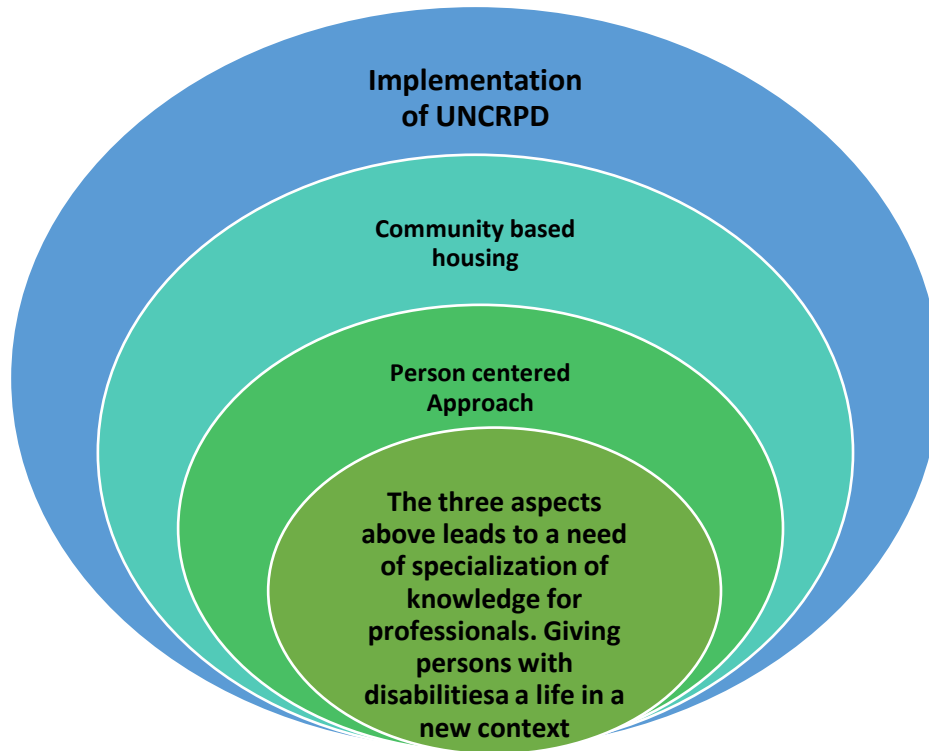 Implementation
of UNCRPD
Community based
housing
Person centered
Approach
The three aspects
above leads to a need
of specialization of
knowledge for
professionals. Giving
persons with
disabilitiesa a life in a
new context